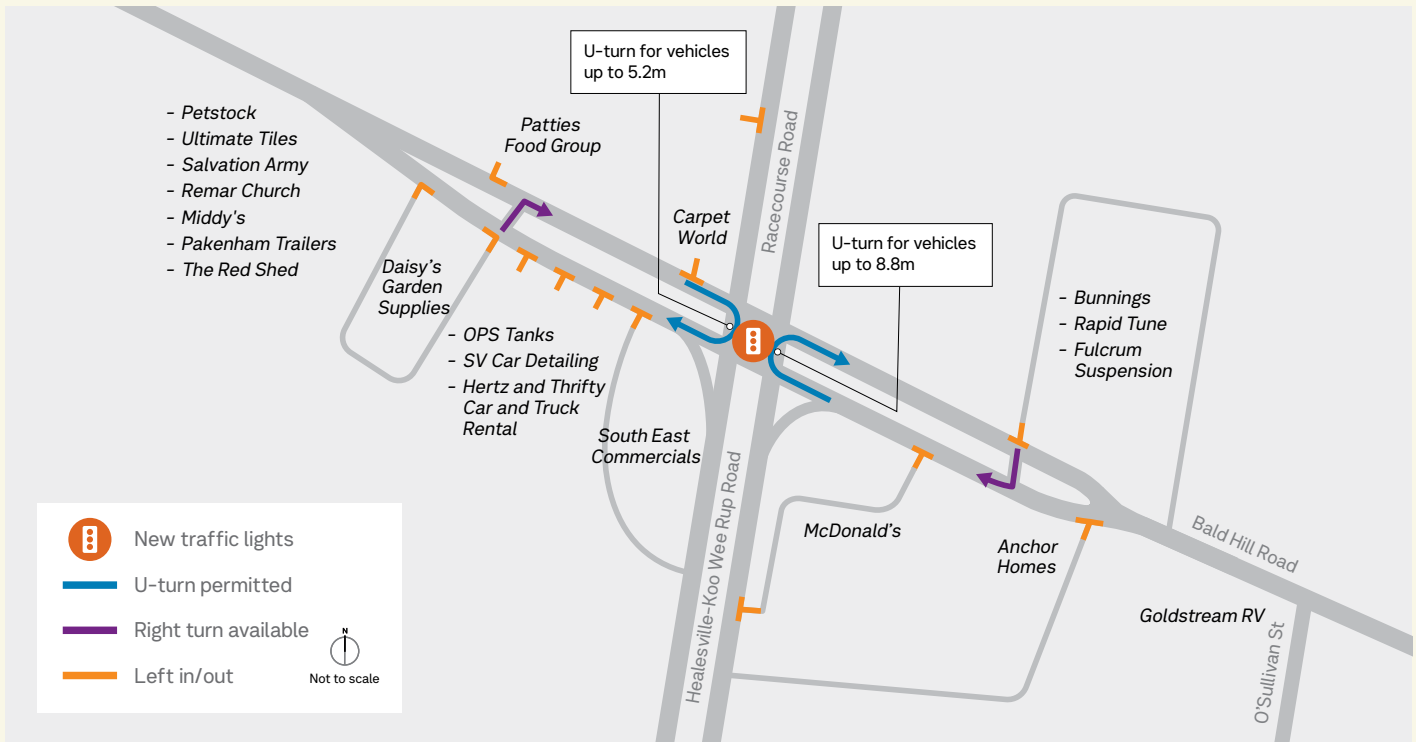 U-turn for vehicles
up to 5.2m
- Petstock
- Ultimate Tiles
- Salvation Army
- Remar Church
- Middy's
- Pakenham Trailers
- The Red Shed
Patties
Food Group
Racecourse Road
Carpet
World
U-turn for vehicles
up to 8.8m
Daisy's
Garden
Supplies
- Bunnings
- Rapid Tune
- Fulcrum
Suspension
- OPS Tanks
- SV Car Detailing
- Hertz and Thrifty
Car and Truck
Rental
South East
Commercials
Healesville-Koo Wee Rup Road
McDonald's
Anchor
Homes
Bald Hill Road
Goldstream RV
O'Sullivan St
New traffic lights
U-turn permitted
Right turn available
Left in/out
N
Not to scale